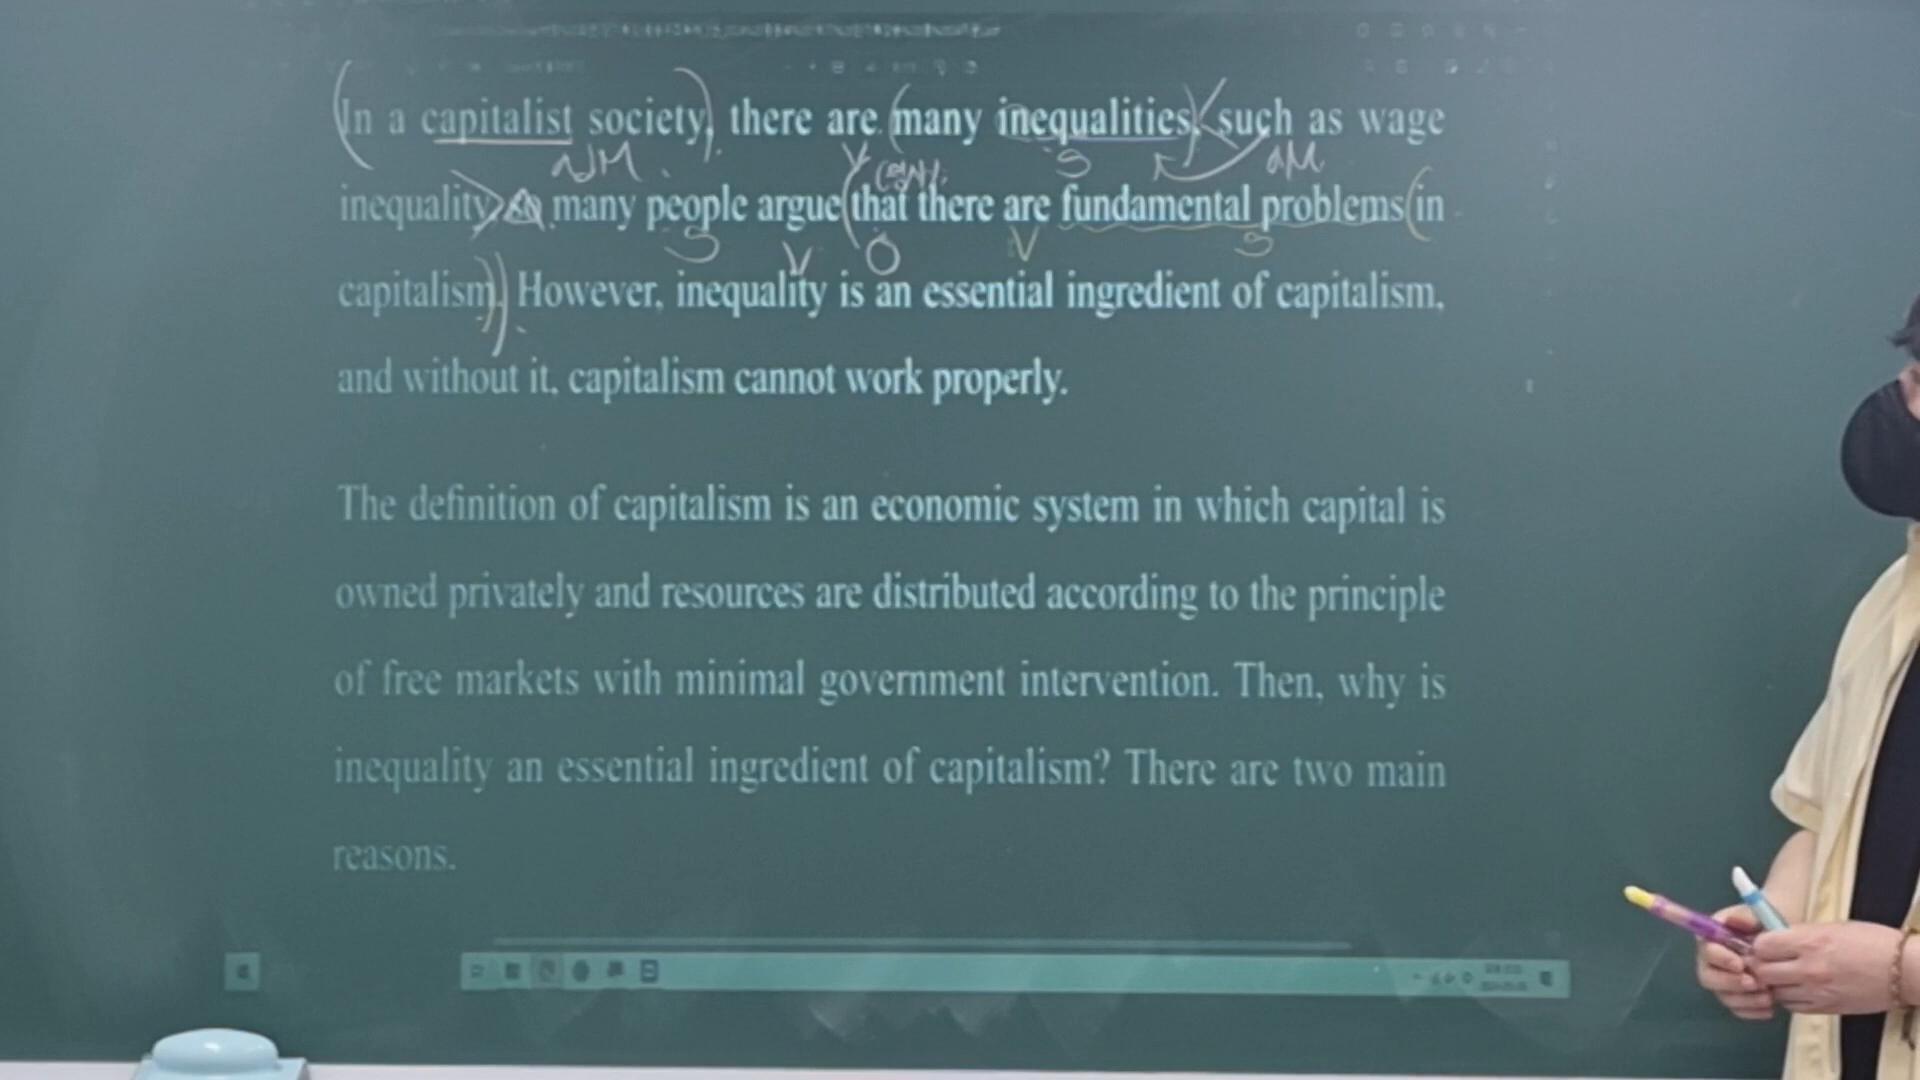 In a capitalist society, there are many inequalities, such as wage
adM
V
S
aM
inequality. So many people argue that there are fundamental problems in
S
V
O
V
S
capitalism. However, inequality is an essential ingredient of capitalism,
and without it, capitalism cannot work properly.
The definition of capitalism is an economic system in which capital is
owned privately and resources are distributed according to the principle
of free markets with minimal government intervention. Then, why is
inequality an essential ingredient of capitalism? There are two main
reasons.